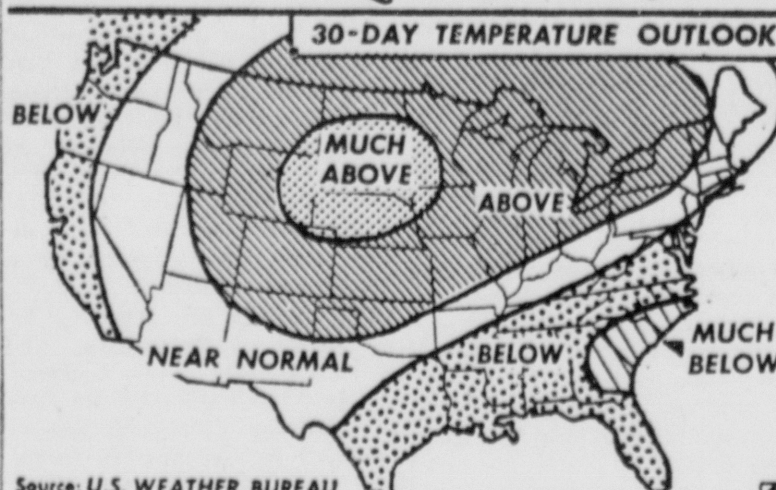 30-DAY TEMPERATURE OUTLOOK
BELOW
MUCH
ABOVE
ABOVE
MUCH
BELOW
NEAR NORMAL
BELOW
Source: U.S. WEATHER BUREAU